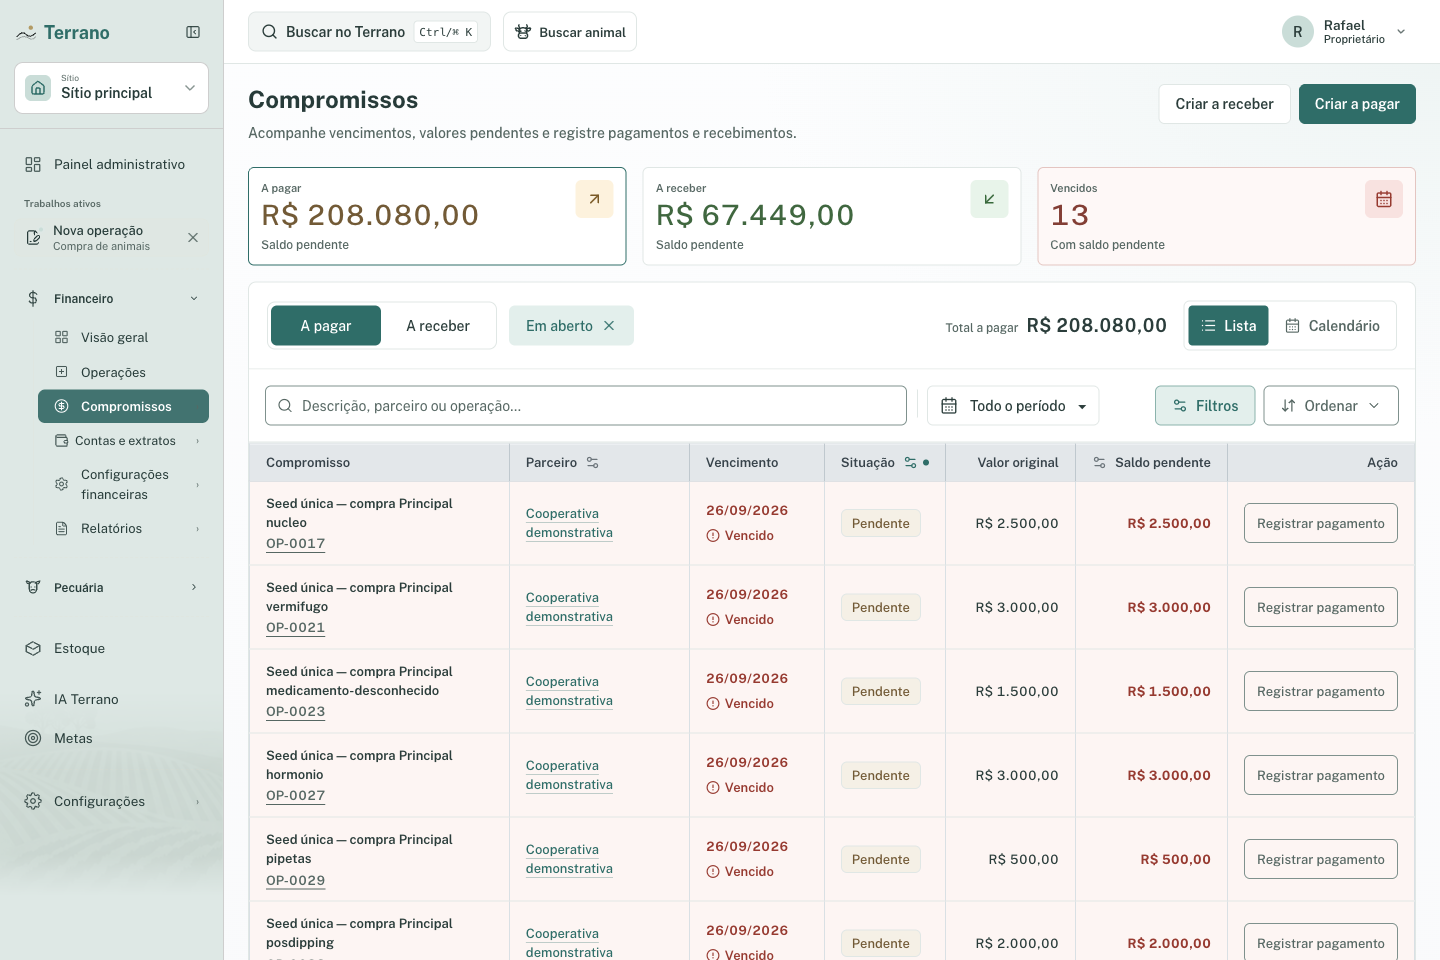 Terrano
Sítio
Sítio principal
Painel administrativo
Trabalhos ativos
Nova operação
Compra de animais
Financeiro
Visão geral
Operações
Compromissos
Contas e extratos
Configurações
financeiras
Relatórios
Pecuária
Estoque
IA Terrano
Metas
Configurações
Buscar no Terrano Ctrl/⌘ K
Buscar animal
R
Rafael
Proprietário
Compromissos
Acompanhe vencimentos, valores pendentes e registre pagamentos e recebimentos.
Criar a receber
Criar a pagar
A pagar
R$ 208.080,00
Saldo pendente
A receber
R$ 67.449,00
Saldo pendente
Vencidos
13
Com saldo pendente
A pagar
A receber
Em aberto
Total a pagar R$ 208.080,00
Lista
Calendário
Descrição, parceiro ou operação...
Todo o período
Filtros
Ordenar
Compromisso Parceiro Vencimento Situação Valor original Saldo pendente Ação
Seed única — compra Principal
nucleo
OP-0017
Cooperativa
demonstrativa
26/09/2026
Vencido
Pendente
R$ 2.500,00
R$ 2.500,00
Registrar pagamento
Seed única — compra Principal
vermifugo
OP-0021
Cooperativa
demonstrativa
26/09/2026
Vencido
Pendente
R$ 3.000,00
R$ 3.000,00
Registrar pagamento
Seed única — compra Principal
medicamento-desconhecido
OP-0023
Cooperativa
demonstrativa
26/09/2026
Vencido
Pendente
R$ 1.500,00
R$ 1.500,00
Registrar pagamento
Seed única — compra Principal
hormonio
OP-0027
Cooperativa
demonstrativa
26/09/2026
Vencido
Pendente
R$ 3.000,00
R$ 3.000,00
Registrar pagamento
Seed única — compra Principal
pipetas
OP-0029
Cooperativa
demonstrativa
26/09/2026
Vencido
Pendente
R$ 500,00
R$ 500,00
Registrar pagamento
Seed única — compra Principal
posdipping
Cooperativa
demonstrativa
26/09/2026
Vencido
Pendente
R$ 2.000,00
R$ 2.000,00
Registrar pagamento